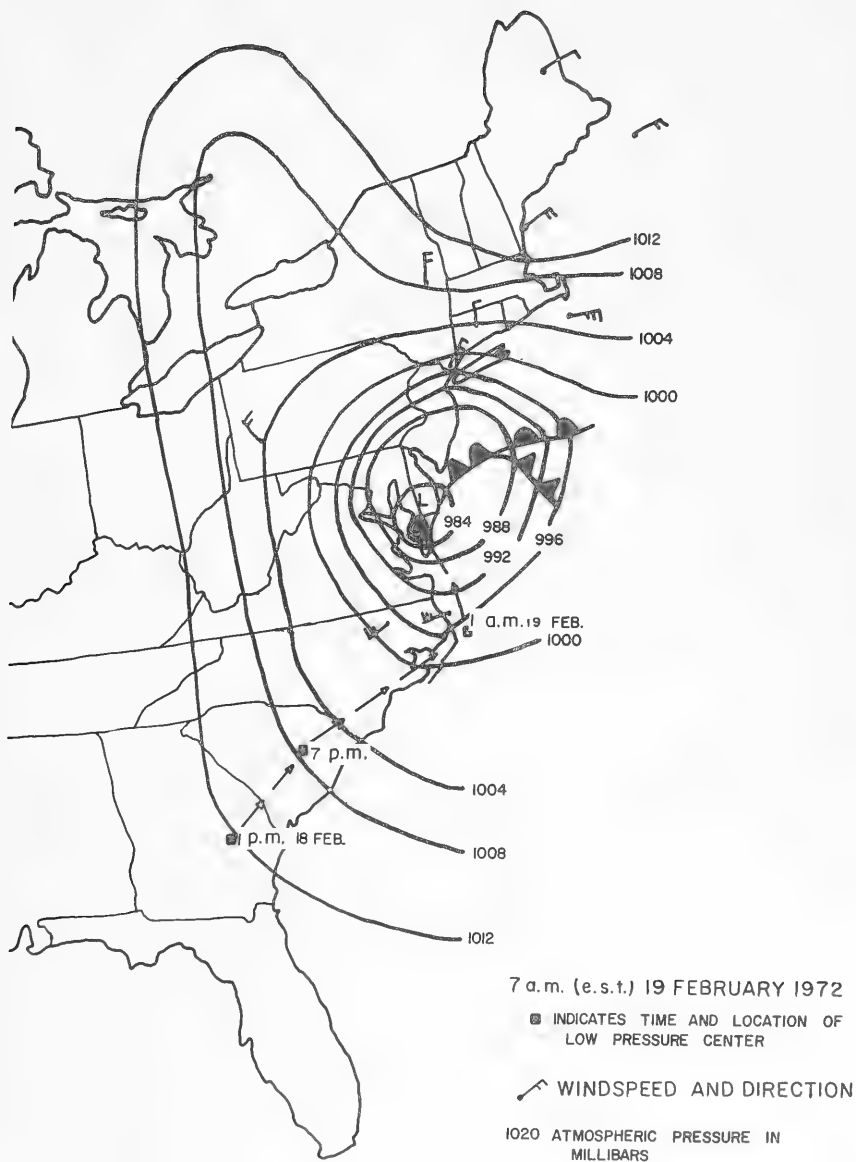 1012
1008
1004
1000
L
984
988
992
996
1 a.m. 19 FEB.
1000
7 p.m.
1004
1 p.m. 18 FEB.
1008
1012
7 a.m. (e.s.t.) 19 FEBRUARY 1972
INDICATES TIME AND LOCATION OF
LOW PRESSURE CENTER
WINDSPEED AND DIRECTION
1020 ATMOSPHERIC PRESSURE IN
MILLIBARS